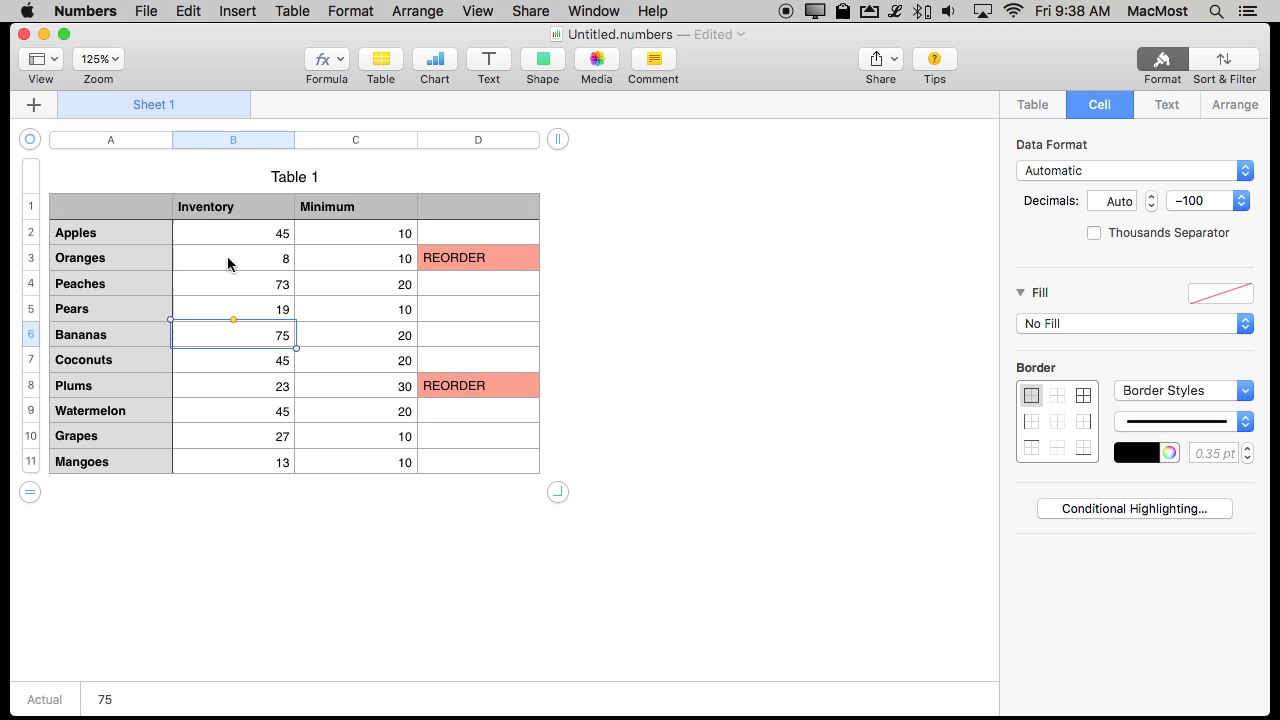 Numbers File Edit Insert Table Format Arrange View Share Window Help Fri 9:38 AM MacMost
Untitled.numbers — Edited
125%
View Zoom Formula Table Chart Text Shape Media Comment Share Tips Format Sort & Filter
Sheet 1
Table Cell Text Arrange
A B C D
Table 1
1 Inventory Minimum
2 Apples 45 10
3 Oranges 8 10 REORDER
4 Peaches 73 20
5 Pears 19 10
6 Bananas 75 20
7 Coconuts 45 20
8 Plums 23 30 REORDER
9 Watermelon 45 20
10 Grapes 27 10
11 Mangoes 13 10
Data Format
Automatic
Decimals: Auto –100
Thousands Separator
Fill
No Fill
Border
Border Styles
0.35 pt
Conditional Highlighting...
Actual 75